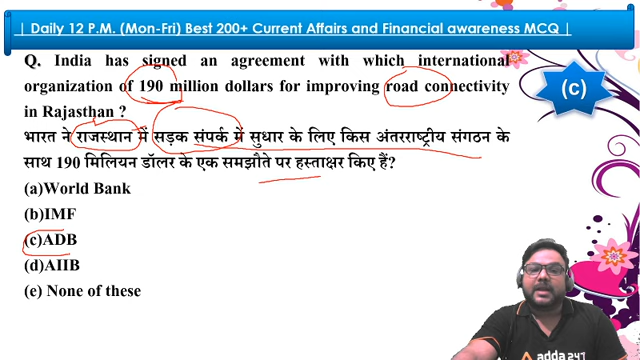 | Daily 12 P.M. (Mon-Fri) Best 200+ Current Affairs and Financial awareness MCQ |
Q. India has signed an agreement with which international
organization of 190 million dollars for improving road connectivity
in Rajasthan ?
भारत ने राजस्थान में सड़क संपर्क में सुधार के लिए किस अंतरराष्ट्रीय संगठन के
साथ 190 मिलियन डॉलर के एक समझौते पर हस्ताक्षर किए हैं?
(a)World Bank
(b)IMF
(c)ADB
(d)AIIB
(e) None of these
(c)
adda247